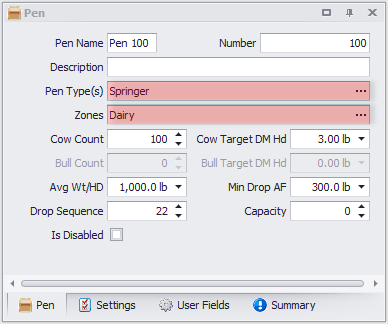 Pen
Pen Name Pen 100 Number 100
Description
Pen Type(s) Springer ...
Zones Dairy ...
Cow Count 100 Cow Target DM Hd 3.00 lb
Bull Count 0 Bull Target DM Hd 0.00 lb
Avg Wt/HD 1,000.0 lb Min Drop AF 300.0 lb
Drop Sequence 22 Capacity 0
Is Disabled
Pen Settings User Fields Summary